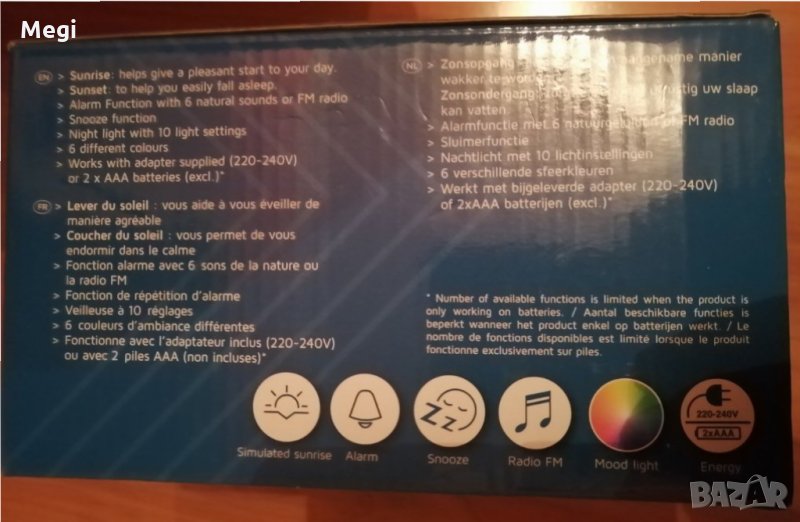 Megi
EN > Sunrise: helps give a pleasant start to your day.
> Sunset: to help you easily fall asleep.
> Alarm Function with 6 natural sounds or FM radio
> Snooze function
> Night light with 10 light settings
> 6 different colours
> Works with adapter supplied (220-240V)
or 2 x AAA batteries (excl.)*
FR > Lever du soleil : vous aide à vous éveiller de
manière agréable
> Coucher du soleil : vous permet de vous
endormir dans le calme
> Fonction alarme avec 6 sons de la nature ou
la radio FM
> Fonction de répétition d'alarme
> Veilleuse à 10 réglages
> 6 couleurs d'ambiance différentes
> Fonctionne avec l'adaptateur inclus (220-240V)
ou avec 2 piles AAA (non incluses)*
NL > Zonsopgang manier
wakker te worden
Zonsondergang: rustig uw slaap
kan vatten
> Alarmfunctie met 6 natuurgeluiden of FM radio
> Sluimerfunctie
> Nachtlicht met 10 lichtinstellingen
> 6 verschillende sfeerkleuren
> Werkt met bijgeleverde adapter (220-240V)
of 2xAAA batterijen (excl.)*
* Number of available functions is limited when the product is
only working on batteries. / Aantal beschikbare functies is
beperkt wanneer het product enkel op batterijen werkt. / Le
nombre de fonctions disponibles est limité lorsque le produit
fonctionne exclusivement sur piles.
ZZZ
220-240V
2xAAA
Simulated sunrise Alarm Snooze Radio FM Mood light Energy
BAZAR